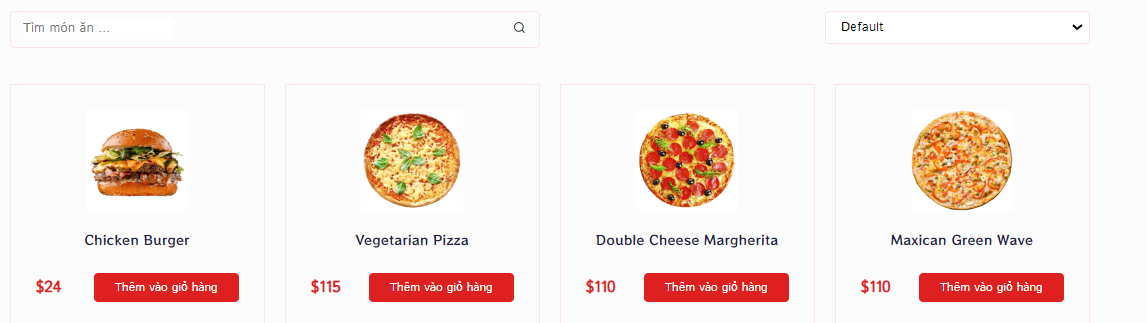 Tìm món ăn ...
Default
Chicken Burger
Vegetarian Pizza
Double Cheese Margherita
Maxican Green Wave
$24
Thêm vào giỏ hàng
$115
Thêm vào giỏ hàng
$110
Thêm vào giỏ hàng
$110
Thêm vào giỏ hàng